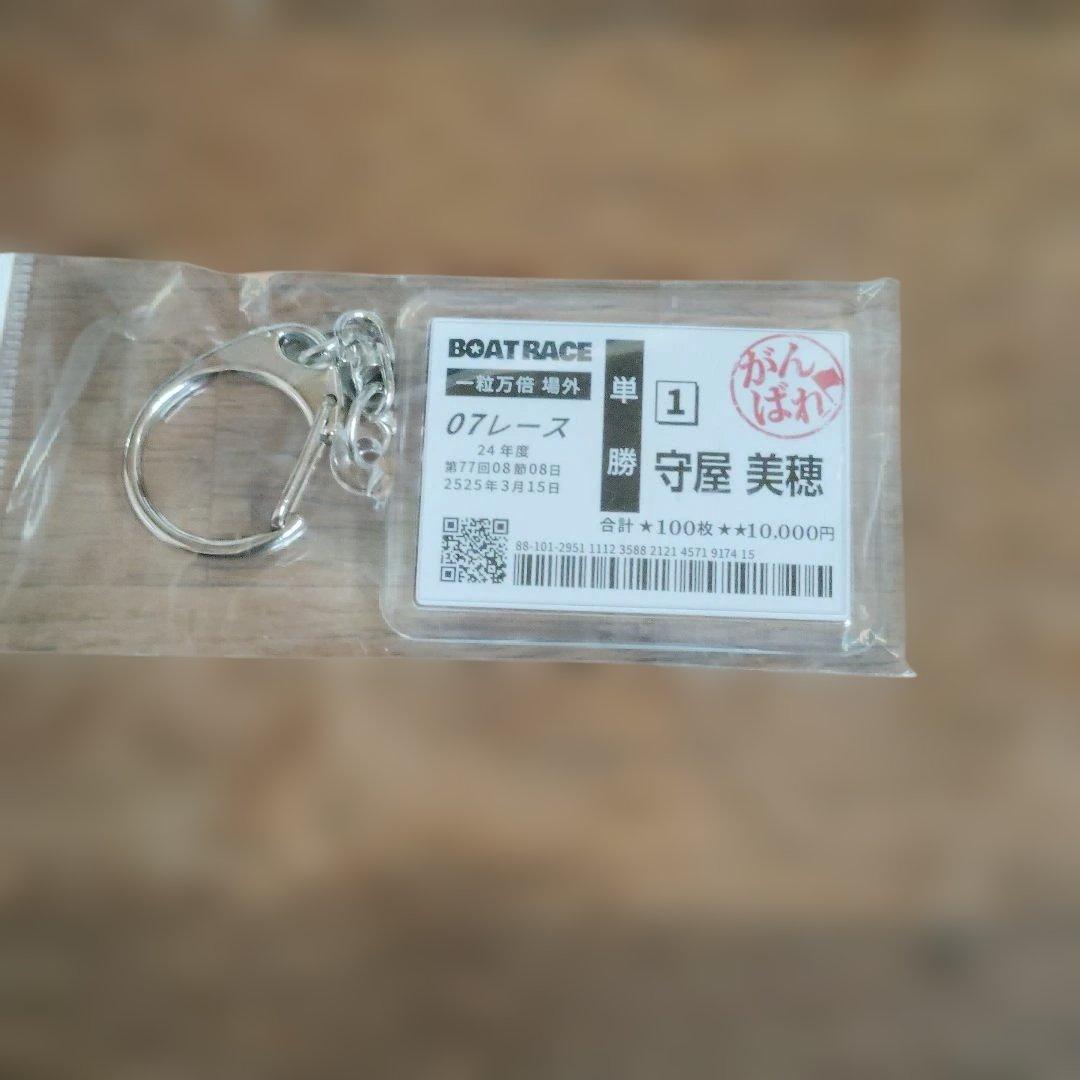 BOAT RACE
一粒万倍 場外
07レース
24年度
第77回08節08日
2525年3月15日
単勝
1
守屋 美穂
がんばれ
合計 ★100枚 ★★10,000円
88-101-2951 1112 3588 2121 4571 9174 15